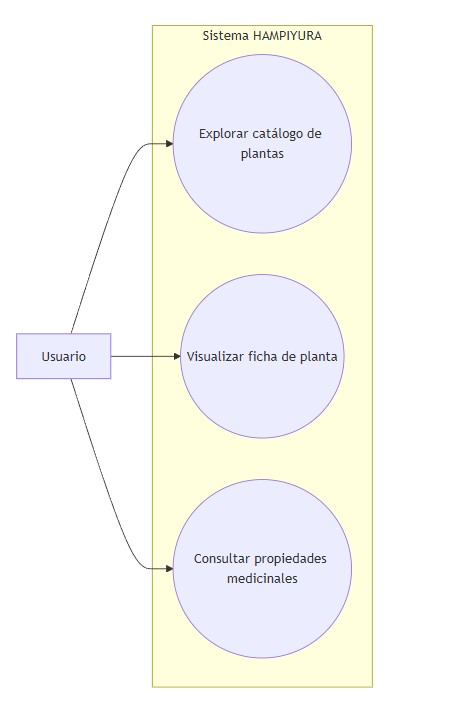 Sistema HAMPIYURA
Explorar catálogo de
plantas
Usuario
Visualizar ficha de planta
Consultar propiedades
medicinales